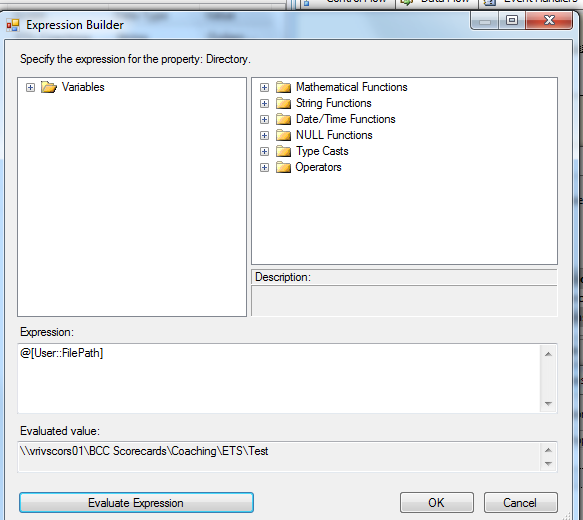 Control Flow
Data Flow
Event Handlers
Expression Builder
Specify the expression for the property: Directory.
Variables
Mathematical Functions
String Functions
Date/Time Functions
NULL Functions
Type Casts
Operators
Description:
Expression:
@[User::FilePath]
Evaluated value:
\\vrivscors01\BCC Scorecards\Coaching\ETS\Test
Evaluate Expression
OK
Cancel